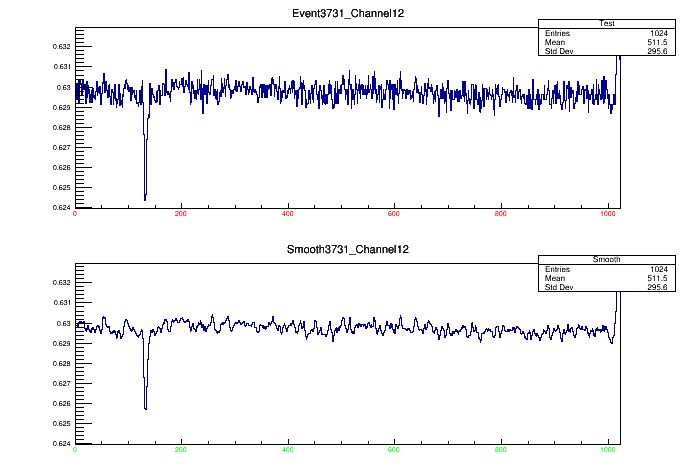 Event3731_Channel12
Test
Entries 1024
Mean 511.5
Std Dev 295.6
0.632
0.631
0.63
0.629
0.628
0.627
0.626
0.625
0.624
0 200 400 600 800 1000
Smooth3731_Channel12
Smooth
Entries 1024
Mean 511.5
Std Dev 295.6
0.632
0.631
0.63
0.629
0.628
0.627
0.626
0.625
0.624
0 200 400 600 800 1000